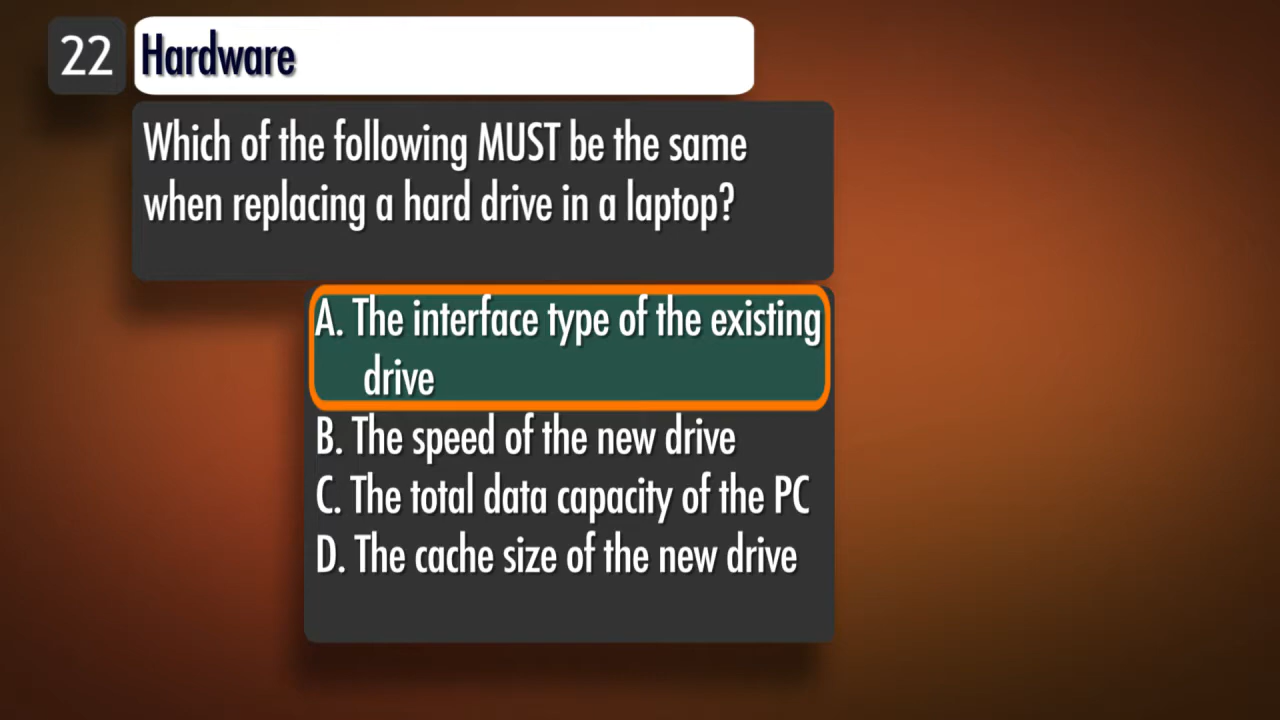 22 Hardware
Which of the following MUST be the same
when replacing a hard drive in a laptop?
A. The interface type of the existing
drive
B. The speed of the new drive
C. The total data capacity of the PC
D. The cache size of the new drive